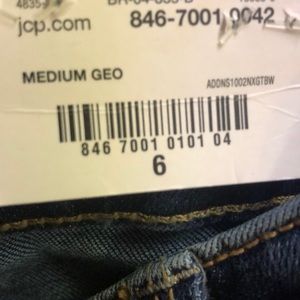 jcp.com 846-7001 0042
MEDIUM GEO
ADDNS1002NXGTBW
846 7001 0101 04
6